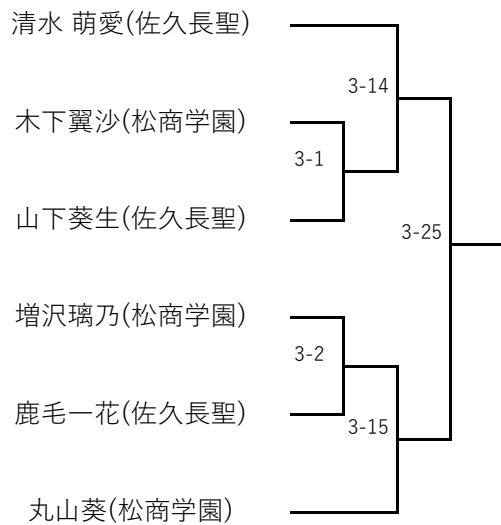 清水 萌愛(佐久長聖)
3-14
木下翼沙(松商学園)
3-1
山下葵生(佐久長聖)
3-25
増沢璃乃(松商学園)
3-2
鹿毛一花(佐久長聖)
3-15
丸山葵(松商学園)